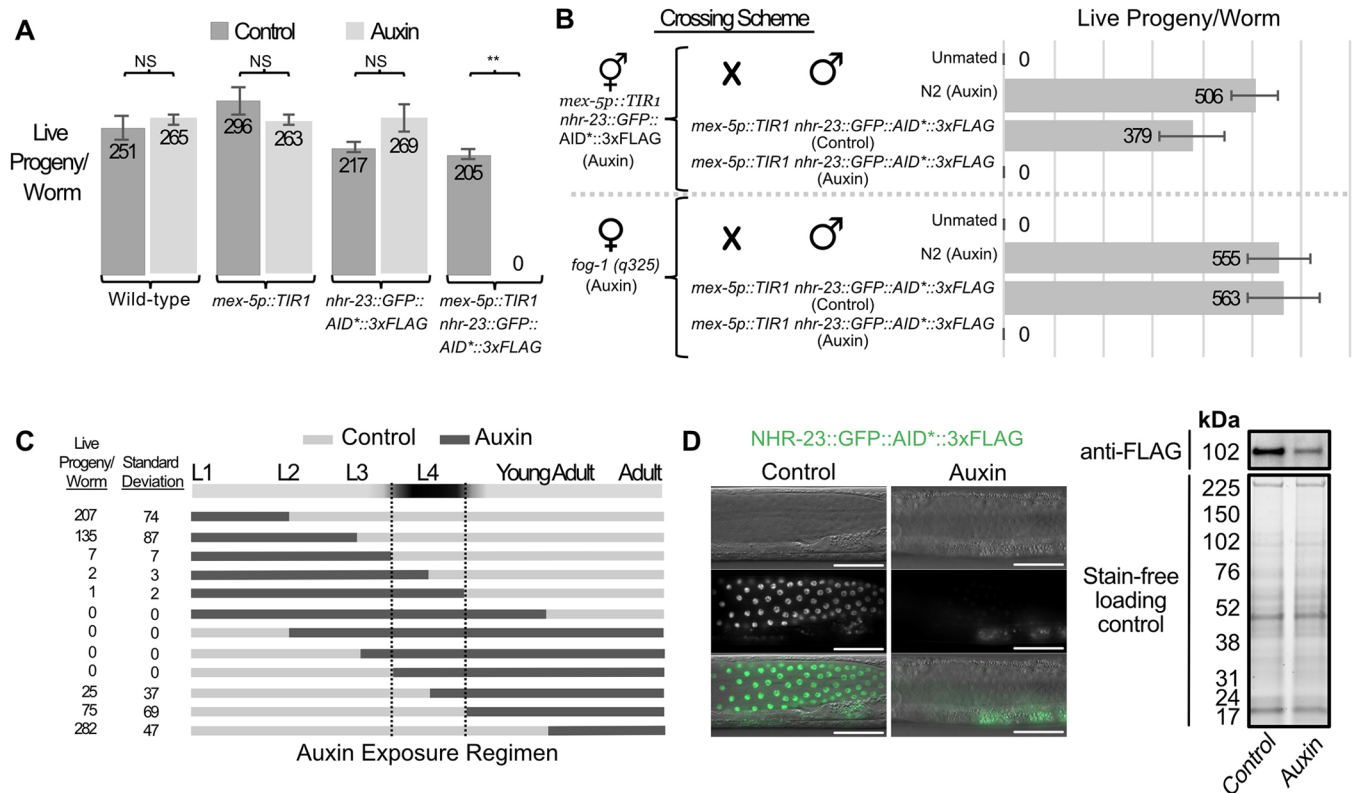 A
Control
Auxin
NS
NS
NS
**
Live
Progeny/
Worm
251
265
296
263
217
269
205
0
Wild-type
mex-5p::TIR1
nhr-23::GFP::
AID*::3xFLAG
mex-5p::TIR1
nhr-23::GFP::
AID*::3xFLAG
B
Crossing Scheme
Live Progeny/Worm
mex-5p::TIR1
nhr-23::GFP::
AID*::3xFLAG
(Auxin)
X
Unmated
0
N2 (Auxin)
506
mex-5p::TIR1 nhr-23::GFP::AID*::3xFLAG
(Control)
379
mex-5p::TIR1 nhr-23::GFP::AID*::3xFLAG
(Auxin)
0
fog-1 (q325)
(Auxin)
X
Unmated
0
N2 (Auxin)
555
mex-5p::TIR1 nhr-23::GFP::AID*::3xFLAG
(Control)
563
mex-5p::TIR1 nhr-23::GFP::AID*::3xFLAG
(Auxin)
0
C
Control
Auxin
Live
Progeny/
Worm
Standard
Deviation
L1 L2 L3 L4 Young Adult Adult
207 74
135 87
7 7
2 3
1 2
0 0
0 0
0 0
0 0
25 37
75 69
282 47
Auxin Exposure Regimen
D
NHR-23::GFP::AID*::3xFLAG
Control
Auxin
kDa
anti-FLAG
102
Stain-free
loading
control
225
150
102
76
52
38
31
24
17
Control
Auxin